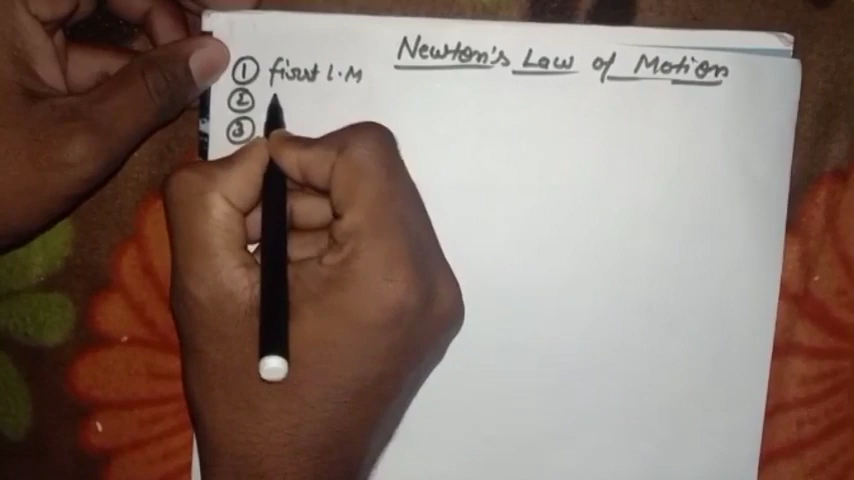 Newton's Law of Motion
① first L.M
②
③